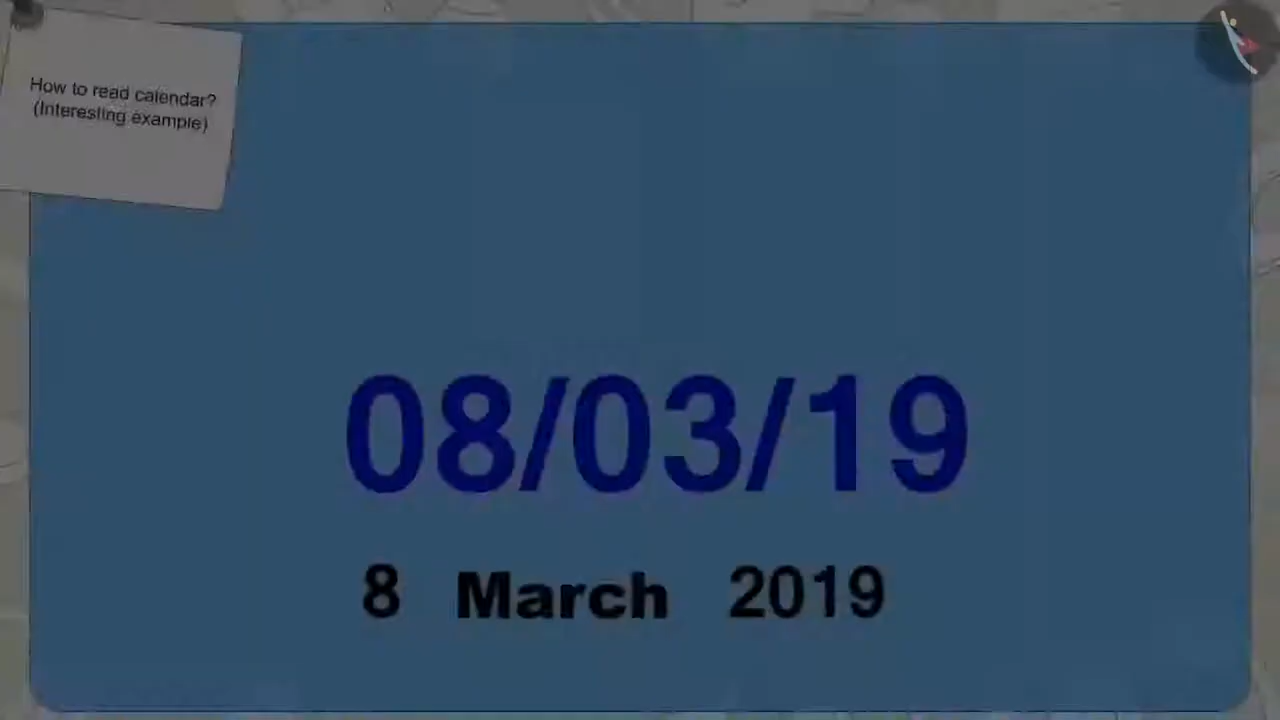 How to read calendar?
(Interesting example)
08/03/19
8 March 2019